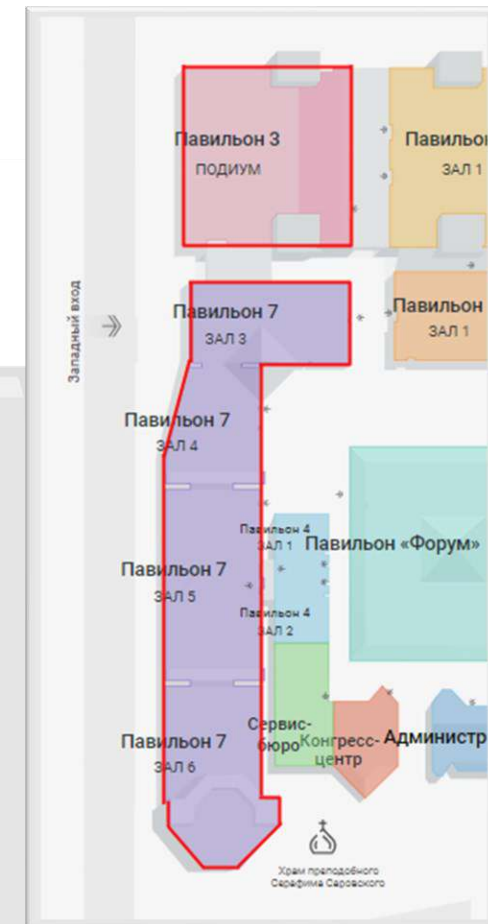 Павильон 3
ПОДИУМ
Павильо
ЗАЛ 1
Западный вход
Павильон 7
ЗАЛ 3
Павильон
ЗАЛ 1
Павильон 7
ЗАЛ 4
Павильон 4
ЗАЛ 1
Павильон «Форум»
Павильон 7
ЗАЛ 5
Павильон 4
ЗАЛ 2
Павильон 7
ЗАЛ 6
Сервис-
бюро
Конгресс-
центр
Администр
Храм преподобного
Серафима Саровского